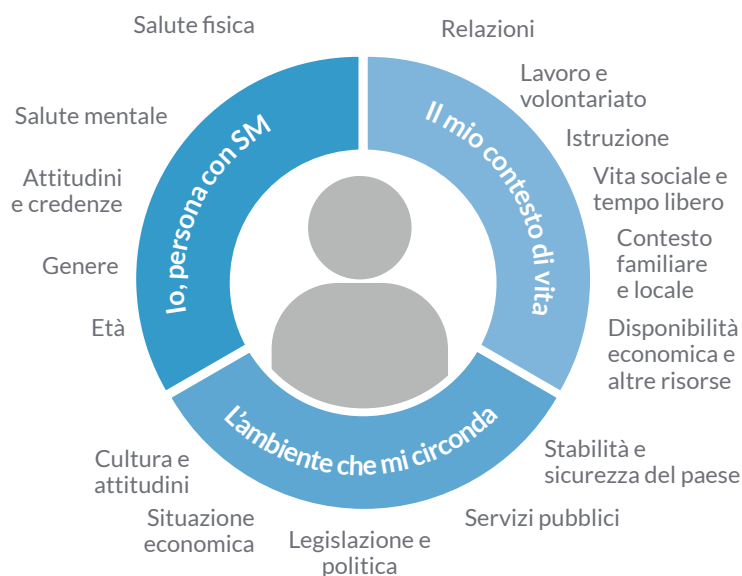 Salute fisica
Salute mentale
Attitudini
e credenze
Genere
Età
Io, persona con SM
Relazioni
Lavoro e
volontariato
Istruzione
Vita sociale e
tempo libero
Contesto
familiare
e locale
Disponibilità
economica e
altre risorse
Il mio contesto di vita
L'ambiente che mi circonda
Cultura e
attitudini
Situazione
economica
Legislazione e
politica
Servizi pubblici
Stabilità e
sicurezza del paese